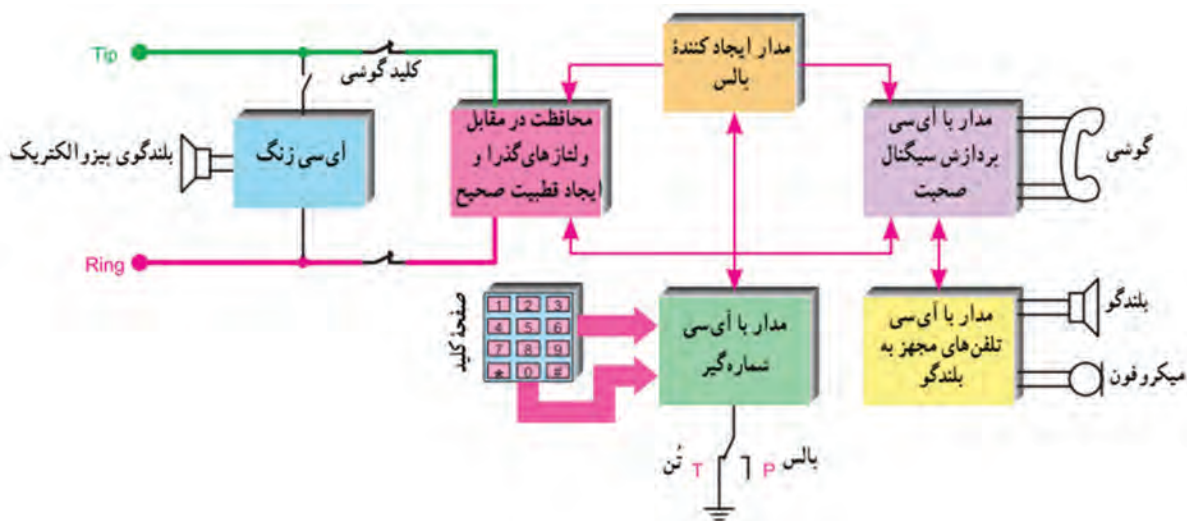 Tip
کلید گوشی
مدار ایجاد کنندهٔ
پالس
محافظت در مقابل
ولتاژهای گذرا و
ایجاد قطبیت صحیح
مدار با آی‌سی
پردازش سیگنال
صحبت
گوشی
بلندگوی پیزو الکتریک
آی‌سی زنگ
Ring
صفحهٔ کلید
1 2 3
4 5 6
7 8 9
* 0 #
مدار با آی‌سی
شماره‌گیر
مدار با آی‌سی
تلفن‌های مجهز به
بلندگو
بلندگو
میکروفون
تُن T P پالس